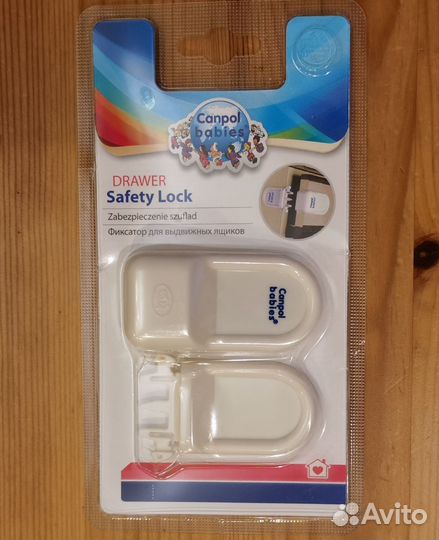 Canpol
babies
DRAWER
Safety Lock
Zabezpieczenie szuflad
Фиксатор для выдвижных ящиков
Canpol
babies®
Avito